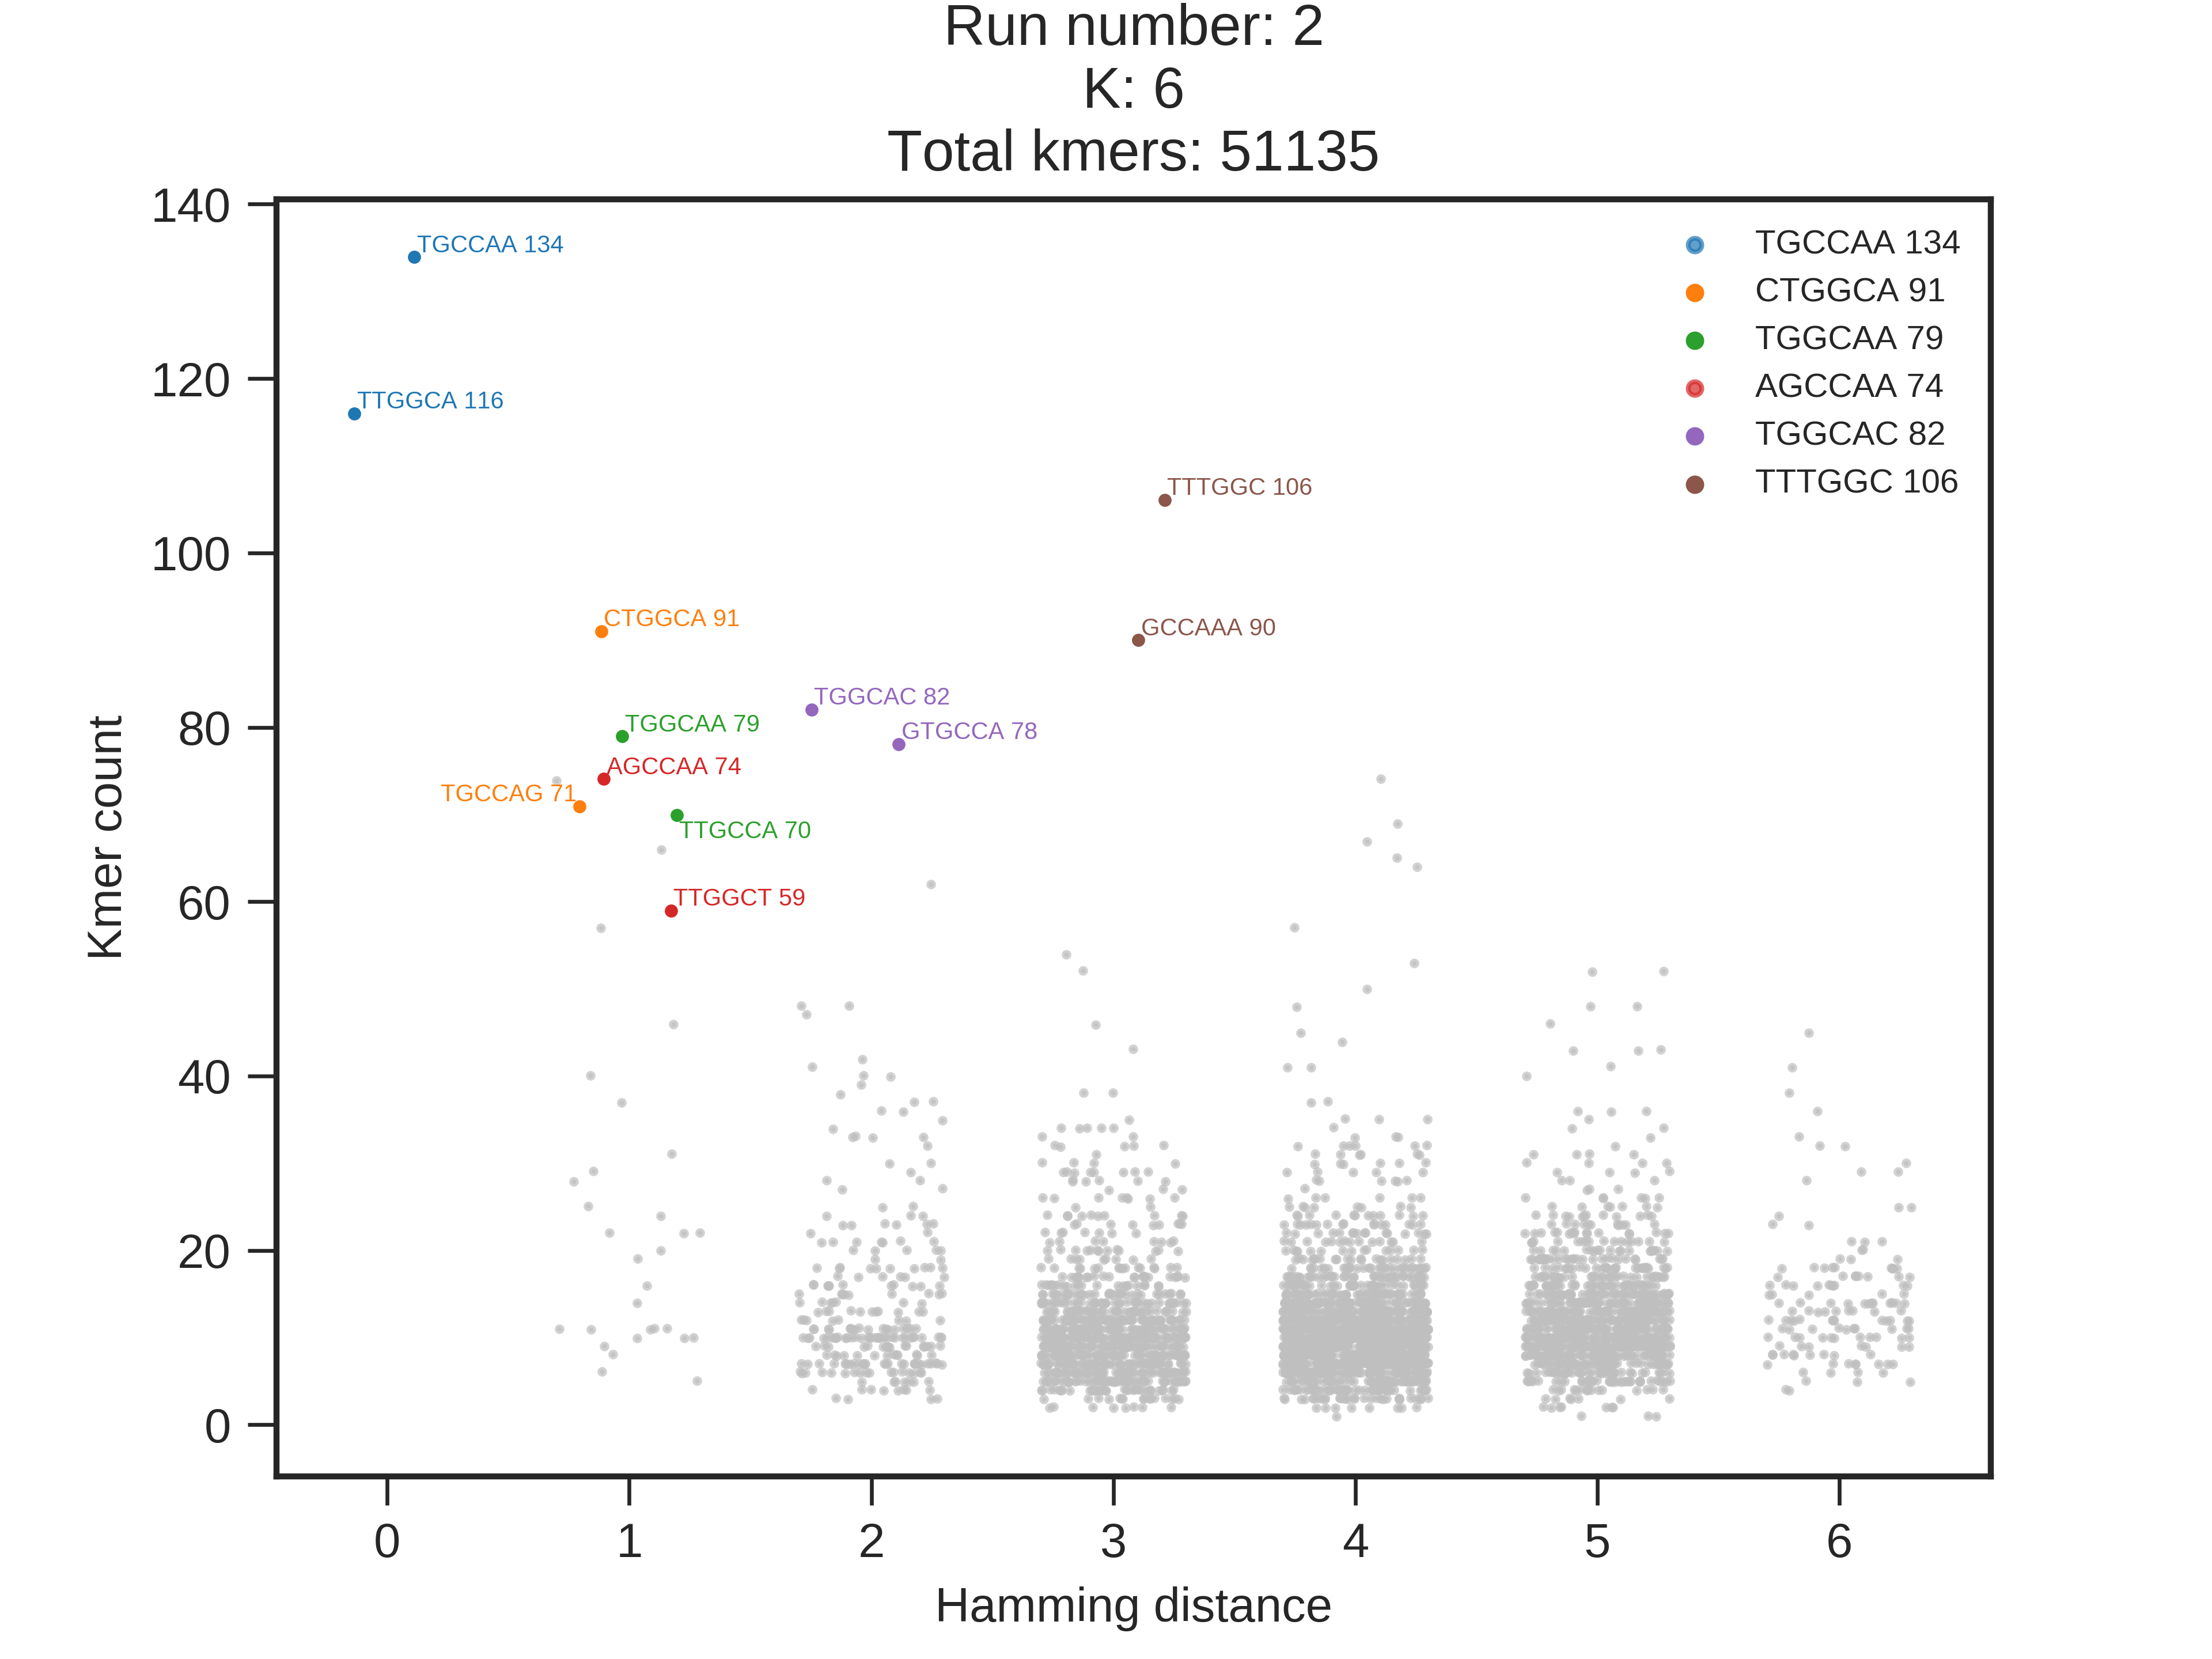 Run number: 2
K: 6
Total kmers: 51135
140
120
100
80
60
40
20
0
Kmer count
TGCCAA 134
TTGGCA 116
TTTGGC 106
CTGGCA 91
GCCAAA 90
TGGCAC 82
TGGCAA 79
GTGCCA 78
AGCCAA 74
TGCCAG 71
TTGCCA 70
TTGGCT 59
TGCCAA 134
CTGGCA 91
TGGCAA 79
AGCCAA 74
TGGCAC 82
TTTGGC 106
0 1 2 3 4 5 6
Hamming distance